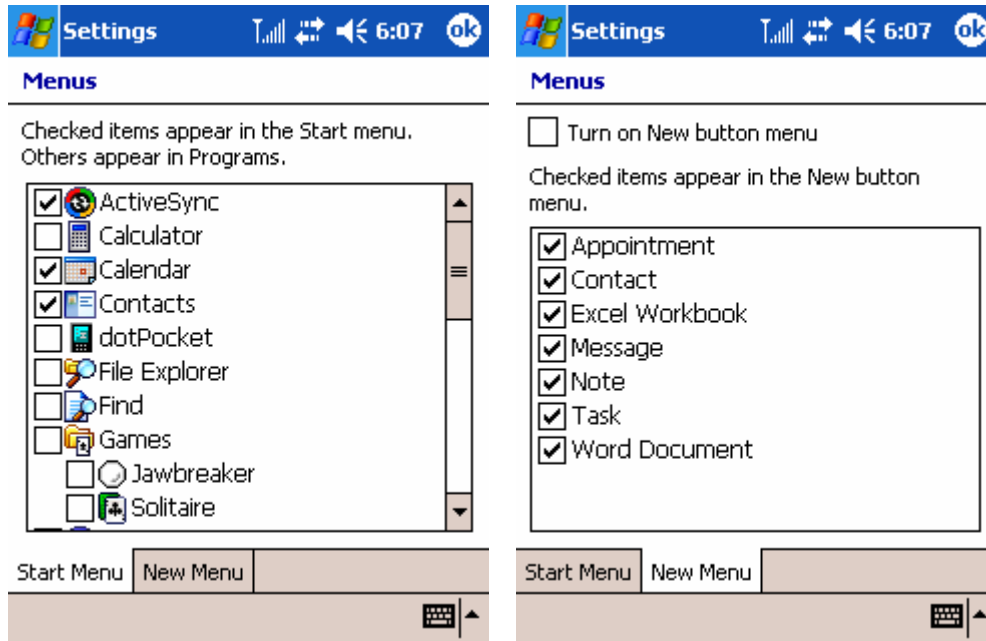 Settings 6:07 ok
Menus
Checked items appear in the Start menu.
Others appear in Programs.
ActiveSync
Calculator
Calendar
Contacts
dotPocket
File Explorer
Find
Games
Jawbreaker
Solitaire
Start Menu New Menu
Settings 6:07 ok
Menus
Turn on New button menu
Checked items appear in the New button
menu.
Appointment
Contact
Excel Workbook
Message
Note
Task
Word Document
Start Menu New Menu